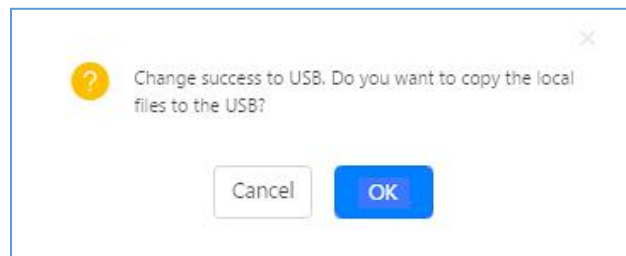 Change success to USB. Do you want to copy the local
files to the USB?
Cancel
OK